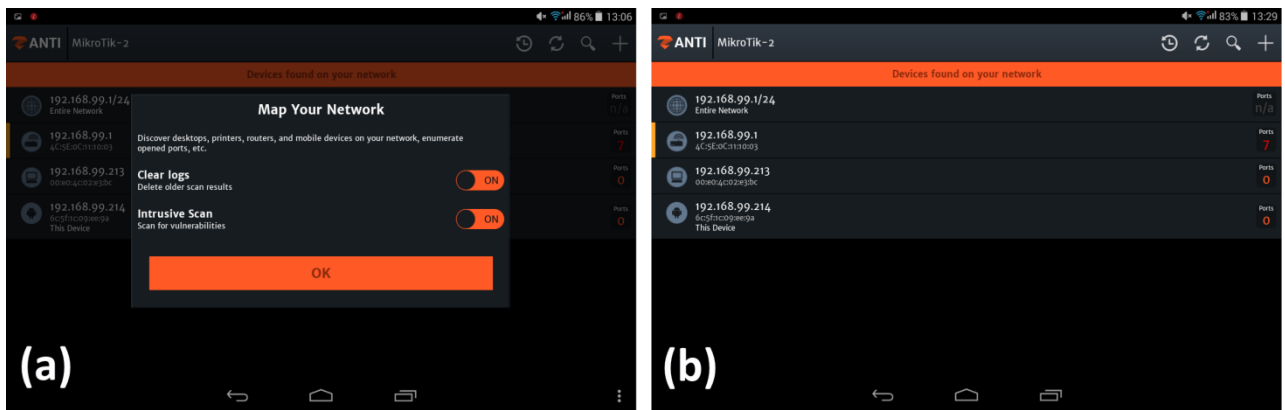 86% 13:06
ANTI MikroTik-2
Devices found on your network
192.168.99.1/24
Entire Network
Ports
n/a
192.168.99.1
4C:5E:0C:11:10:03
Ports
7
192.168.99.213
00:e0:4c:02:e3:bc
Ports
0
192.168.99.214
6c:5f:1c:09:ee:9a
This Device
Ports
0
Map Your Network
Discover desktops, printers, routers, and mobile devices on your network, enumerate
opened ports, etc.
Clear logs
Delete older scan results
ON
Intrusive Scan
Scan for vulnerabilities
ON
OK
(a)
83% 13:29
ANTI MikroTik-2
Devices found on your network
192.168.99.1/24
Entire Network
Ports
n/a
192.168.99.1
4C:5E:0C:11:10:03
Ports
7
192.168.99.213
00:e0:4c:02:e3:bc
Ports
0
192.168.99.214
6c:5f:1c:09:ee:9a
This Device
Ports
0
(b)